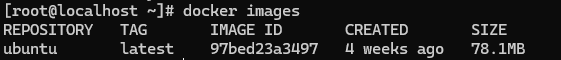 [root@localhost ~]# docker images
REPOSITORY   TAG       IMAGE ID       CREATED       SIZE
ubuntu       latest    97bed23a3497   4 weeks ago   78.1MB